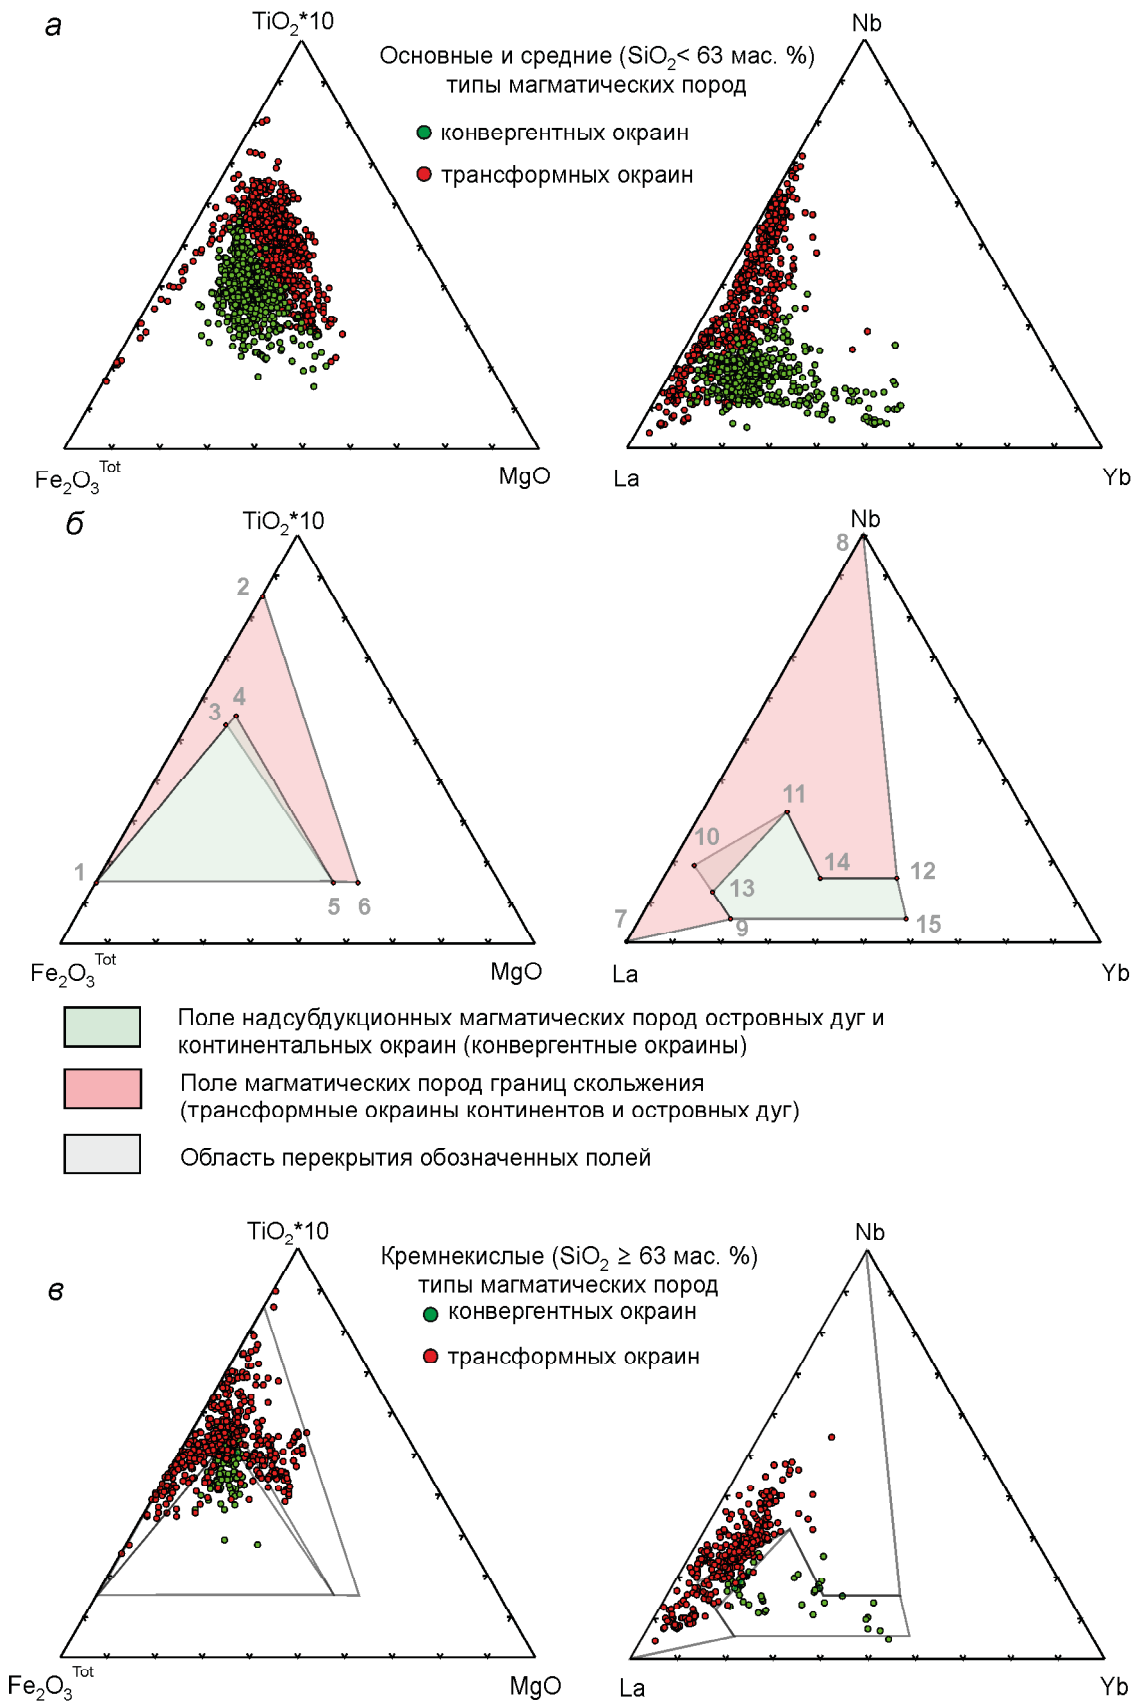 а
TiO₂*10
Nb
Основные и средние (SiO₂< 63 мас. %)
типы магматических пород
конвергентных окраин
трансформных окраин
Fe₂O₃ᵀᵒᵗ
MgO
La
Yb
б
TiO₂*10
Nb
8
2
4
3
11
10
14
12
1
13
5
6
7
9
15
Fe₂O₃ᵀᵒᵗ
MgO
La
Yb
Поле надсубдукционных магматических пород островных дуг и
континентальных окраин (конвергентные окраины)
Поле магматических пород границ скольжения
(трансформные окраины континентов и островных дуг)
Область перекрытия обозначенных полей
TiO₂*10
Nb
Кремнекислые (SiO₂ ≥ 63 мас. %)
типы магматических пород
в
конвергентных окраин
трансформных окраин
Fe₂O₃ᵀᵒᵗ
MgO
La
Yb